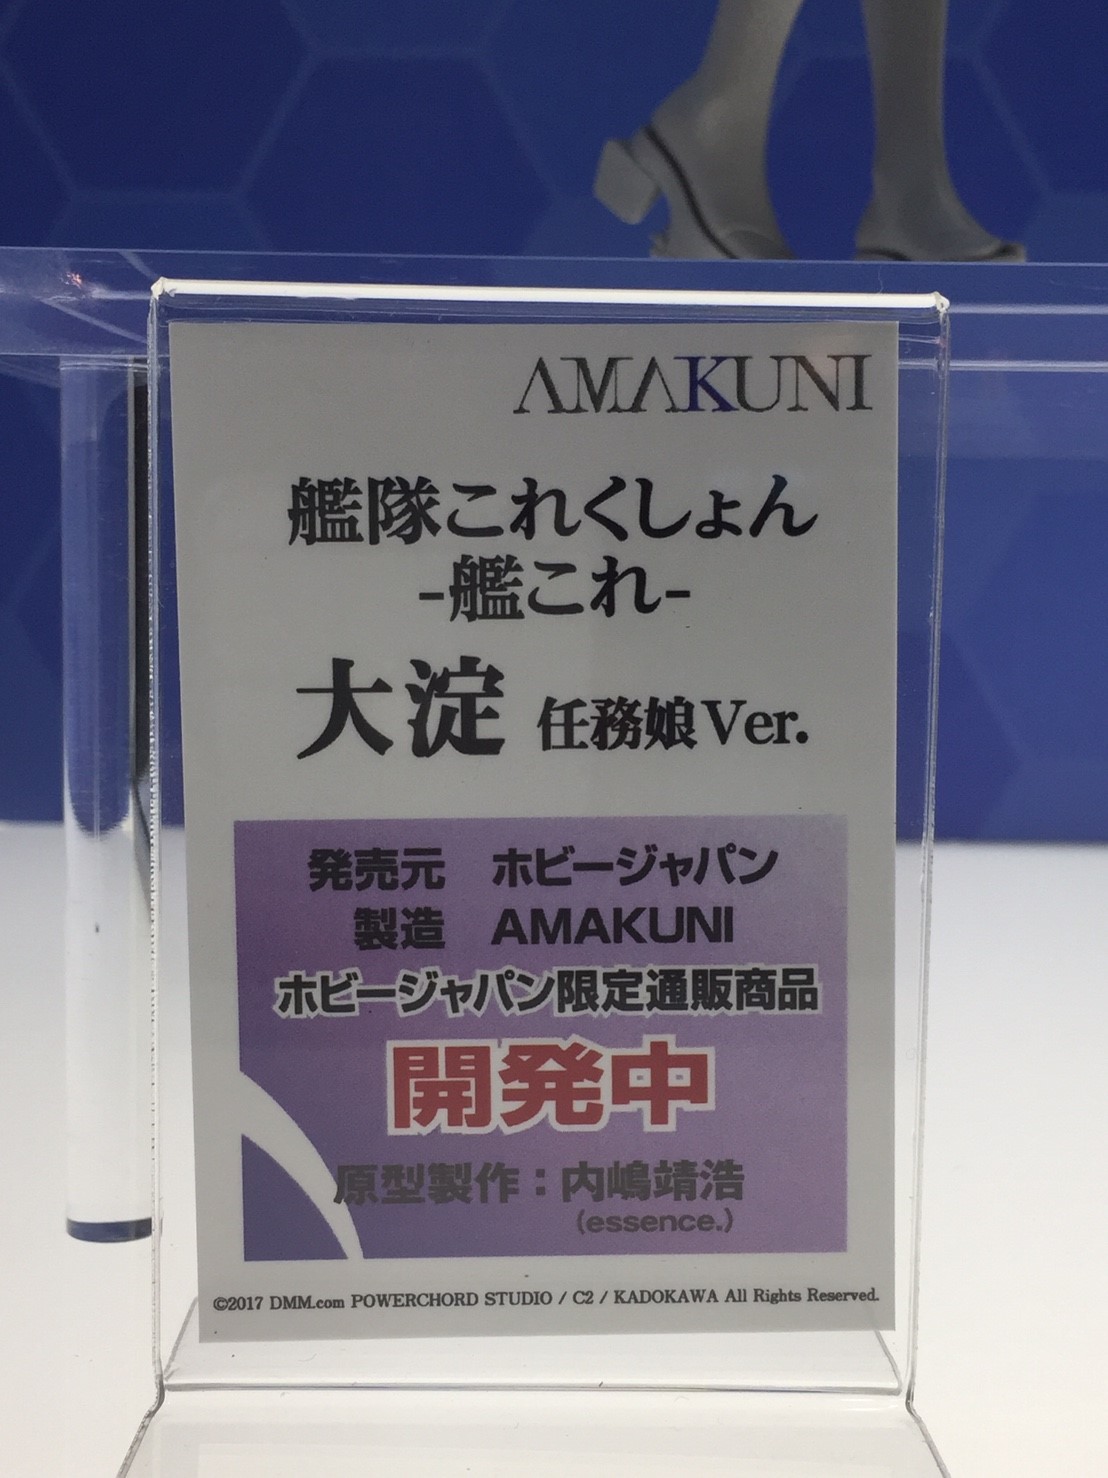 AMAKUNI
艦隊これくしょん
-艦これ-
大淀 任務娘Ver.
発売元 ホビージャパン
製造 AMAKUNI
ホビージャパン限定通販商品
開発中
原型製作：内嶋靖浩
(essence.)
©2017 DMM.com POWERCHORD STUDIO / C2 / KADOKAWA All Rights Reserved.